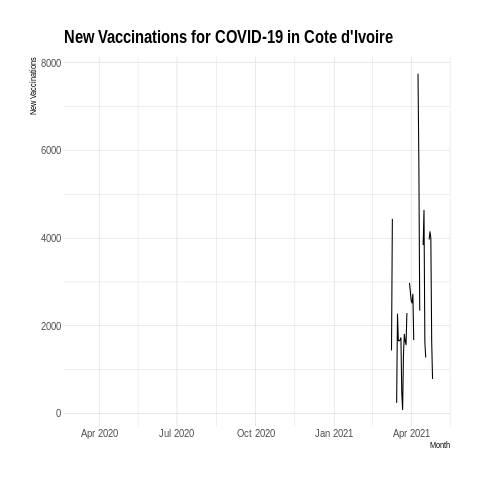 New Vaccinations for COVID-19 in Cote d'Ivoire
New Vaccinations
8000
6000
4000
2000
0
Apr 2020 Jul 2020 Oct 2020 Jan 2021 Apr 2021
Month